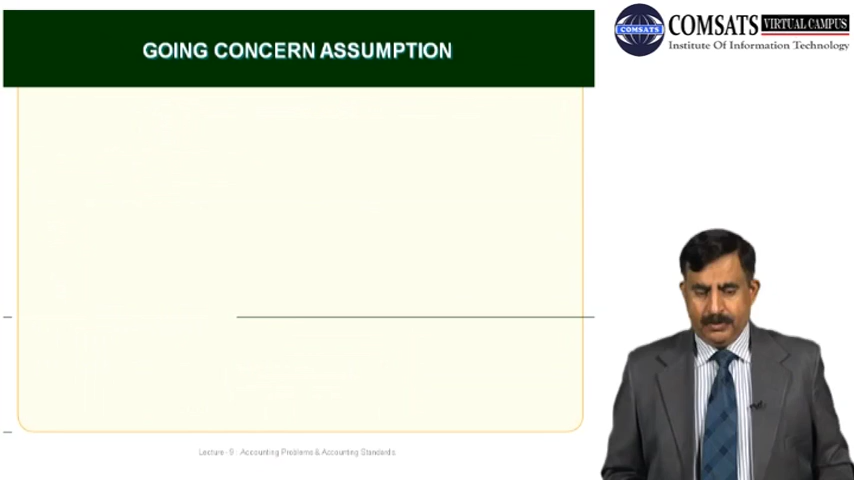 GOING CONCERN ASSUMPTION
COMSATS
COMSATS VIRTUAL CAMPUS
Institute Of Information Technology
Lecture - 9 : Accounting Problems & Accounting Standards